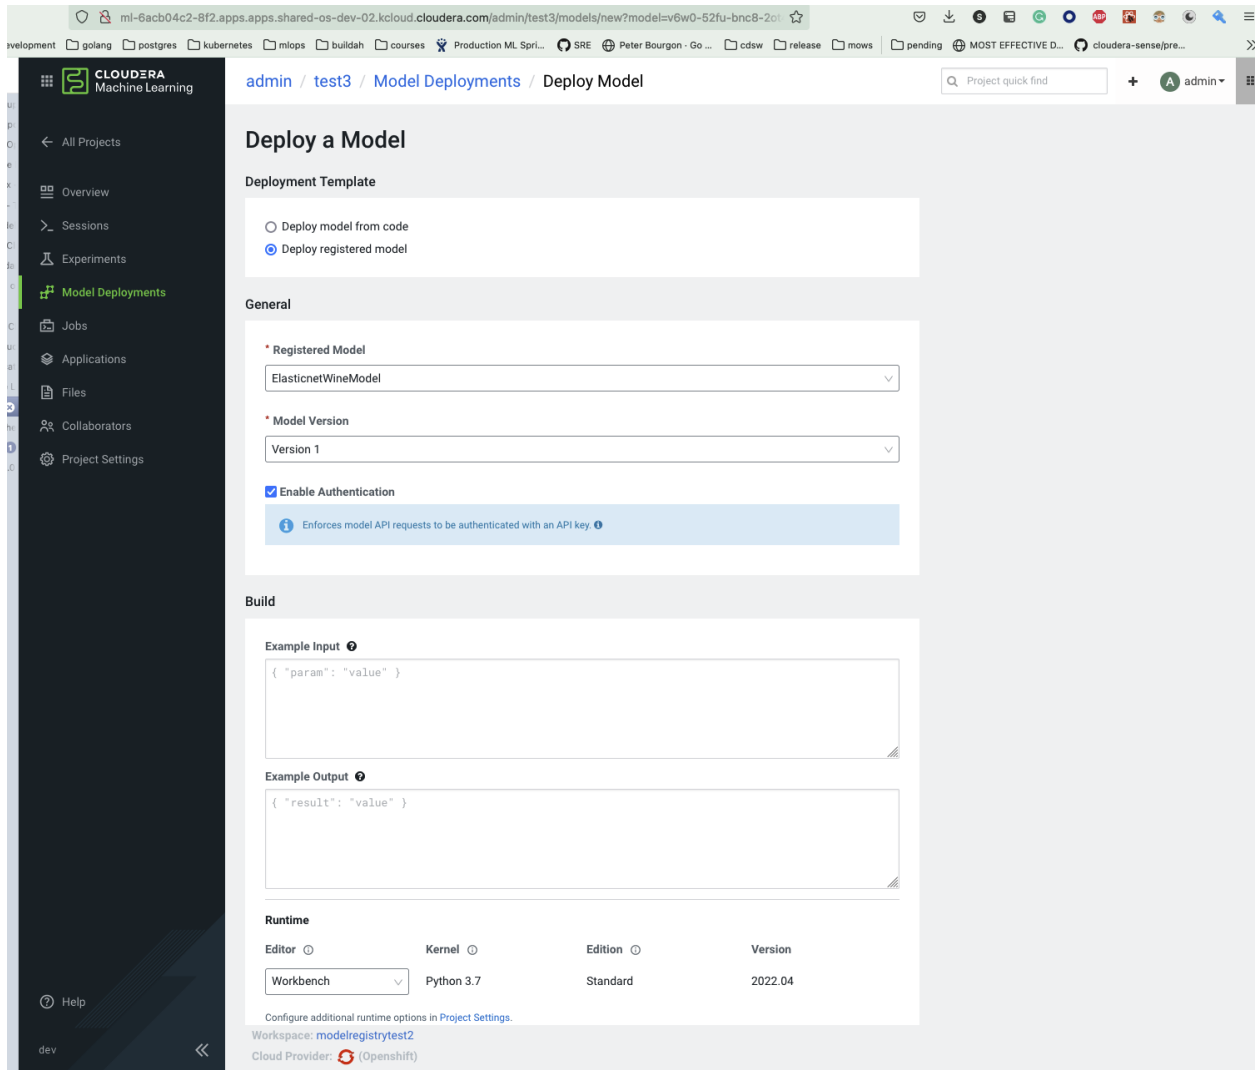 ml-6acb04c2-8f2.apps.apps.shared-os-dev-02.kcloud.cloudera.com/admin/test3/models/new?model=v6w0-52fu-bnc8-2o
evelopment golang postgres kubernetes mlops buildah courses Production ML Spri... SRE Peter Bourgon · Go ... cdsw release mows pending MOST EFFECTIVE D... cloudera-sense/pre...
CLOUDERA
Machine Learning
admin / test3 / Model Deployments / Deploy Model
Project quick find
+
A admin
All Projects
Overview
Sessions
Experiments
Model Deployments
Jobs
Applications
Files
Collaborators
Project Settings
Help
dev
Deploy a Model
Deployment Template
Deploy model from code
Deploy registered model
General
* Registered Model
ElasticnetWineModel
* Model Version
Version 1
Enable Authentication
Enforces model API requests to be authenticated with an API key.
Build
Example Input
{ "param": "value" }
Example Output
{ "result": "value" }
Runtime
Editor Kernel Edition Version
Workbench Python 3.7 Standard 2022.04
Configure additional runtime options in Project Settings.
Workspace: modelregistrytest2
Cloud Provider: (Openshift)